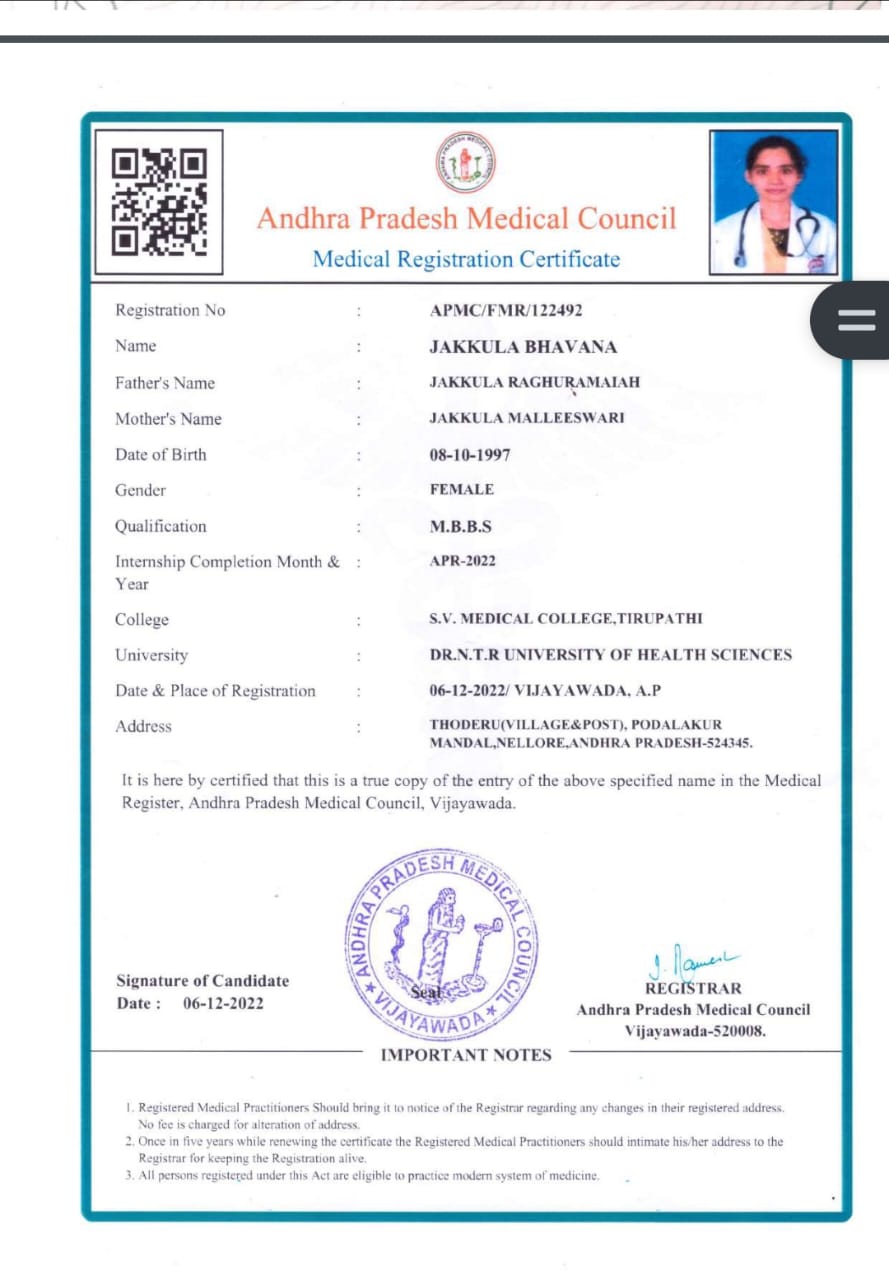 Andhra Pradesh Medical Council
Medical Registration Certificate
Registration No : APMC/FMR/122492
Name : JAKKULA BHAVANA
Father's Name : JAKKULA RAGHURAMAIAH
Mother's Name : JAKKULA MALLEESWARI
Date of Birth : 08-10-1997
Gender : FEMALE
Qualification : M.B.B.S
Internship Completion Month & : APR-2022
Year
College : S.V. MEDICAL COLLEGE,TIRUPATHI
University : DR.N.T.R UNIVERSITY OF HEALTH SCIENCES
Date & Place of Registration : 06-12-2022/ VIJAYAWADA, A.P
Address : THODERU(VILLAGE&POST), PODALAKUR
MANDAL,NELLORE,ANDHRA PRADESH-524345.
It is here by certified that this is a true copy of the entry of the above specified name in the Medical
Register, Andhra Pradesh Medical Council, Vijayawada.
ANDHRA PRADESH MEDICAL COUNCIL
★ VIJAYAWADA ★
Seal
Signature of Candidate
Date : 06-12-2022
REGISTRAR
Andhra Pradesh Medical Council
Vijayawada-520008.
IMPORTANT NOTES
1. Registered Medical Practitioners Should bring it to notice of the Registrar regarding any changes in their registered address.
No fee is charged for alteration of address.
2. Once in five years while renewing the certificate the Registered Medical Practitioners should intimate his/her address to the
Registrar for keeping the Registration alive.
3. All persons registered under this Act are eligible to practice modern system of medicine.